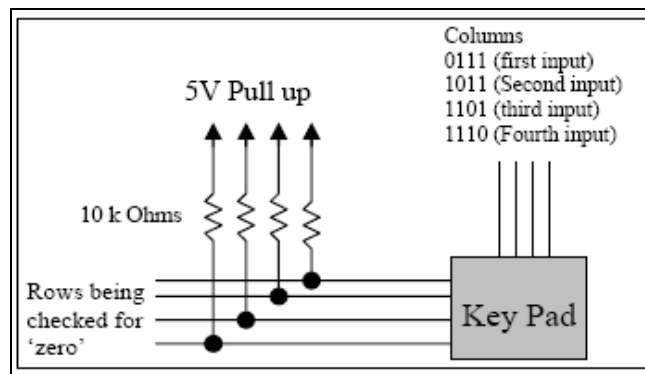 Columns
0111 (first input)
1011 (Second input)
1101 (third input)
1110 (Fourth input)
5V Pull up
10 k Ohms
Rows being
checked for
‘zero’
Key Pad